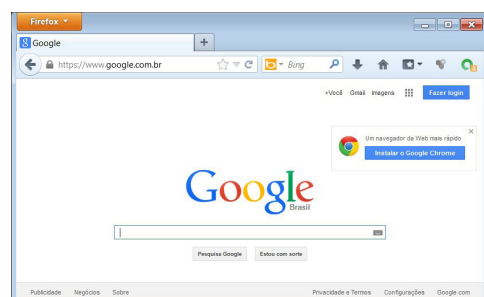 Firefox
Google
https://www.google.com.br
Bing
+Você Gmail Imagens Fazer login
Um navegador da Web mais rápido
Instalar o Google Chrome
Google
Brasil
Pesquisa Google Estou com sorte
Publicidade Negócios Sobre Privacidade e Termos Configurações Google.com